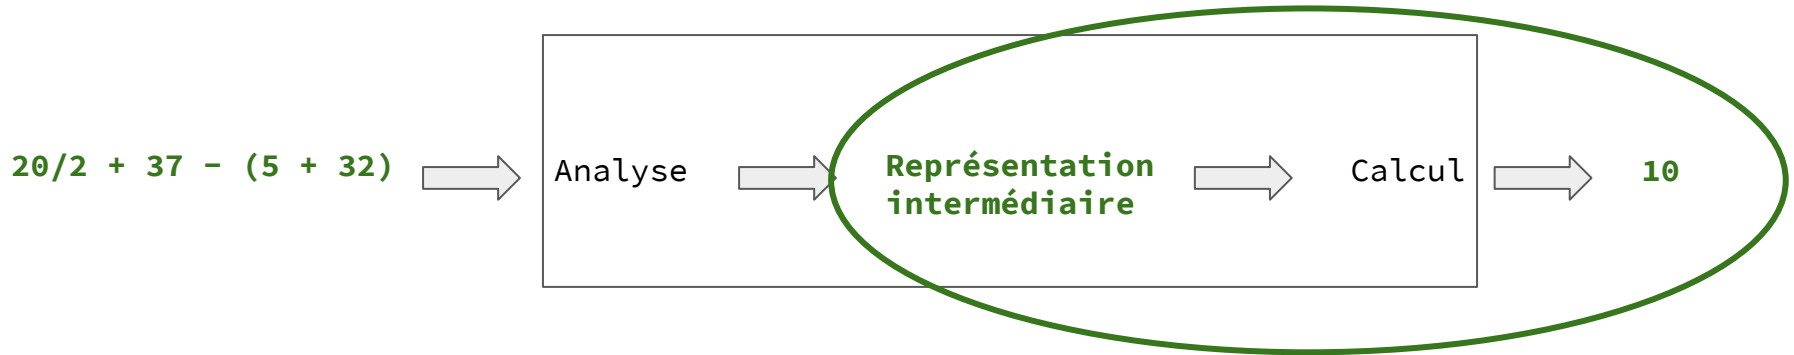 20/2 + 37 − (5 + 32)
Analyse
Représentation
intermédiaire
Calcul
10